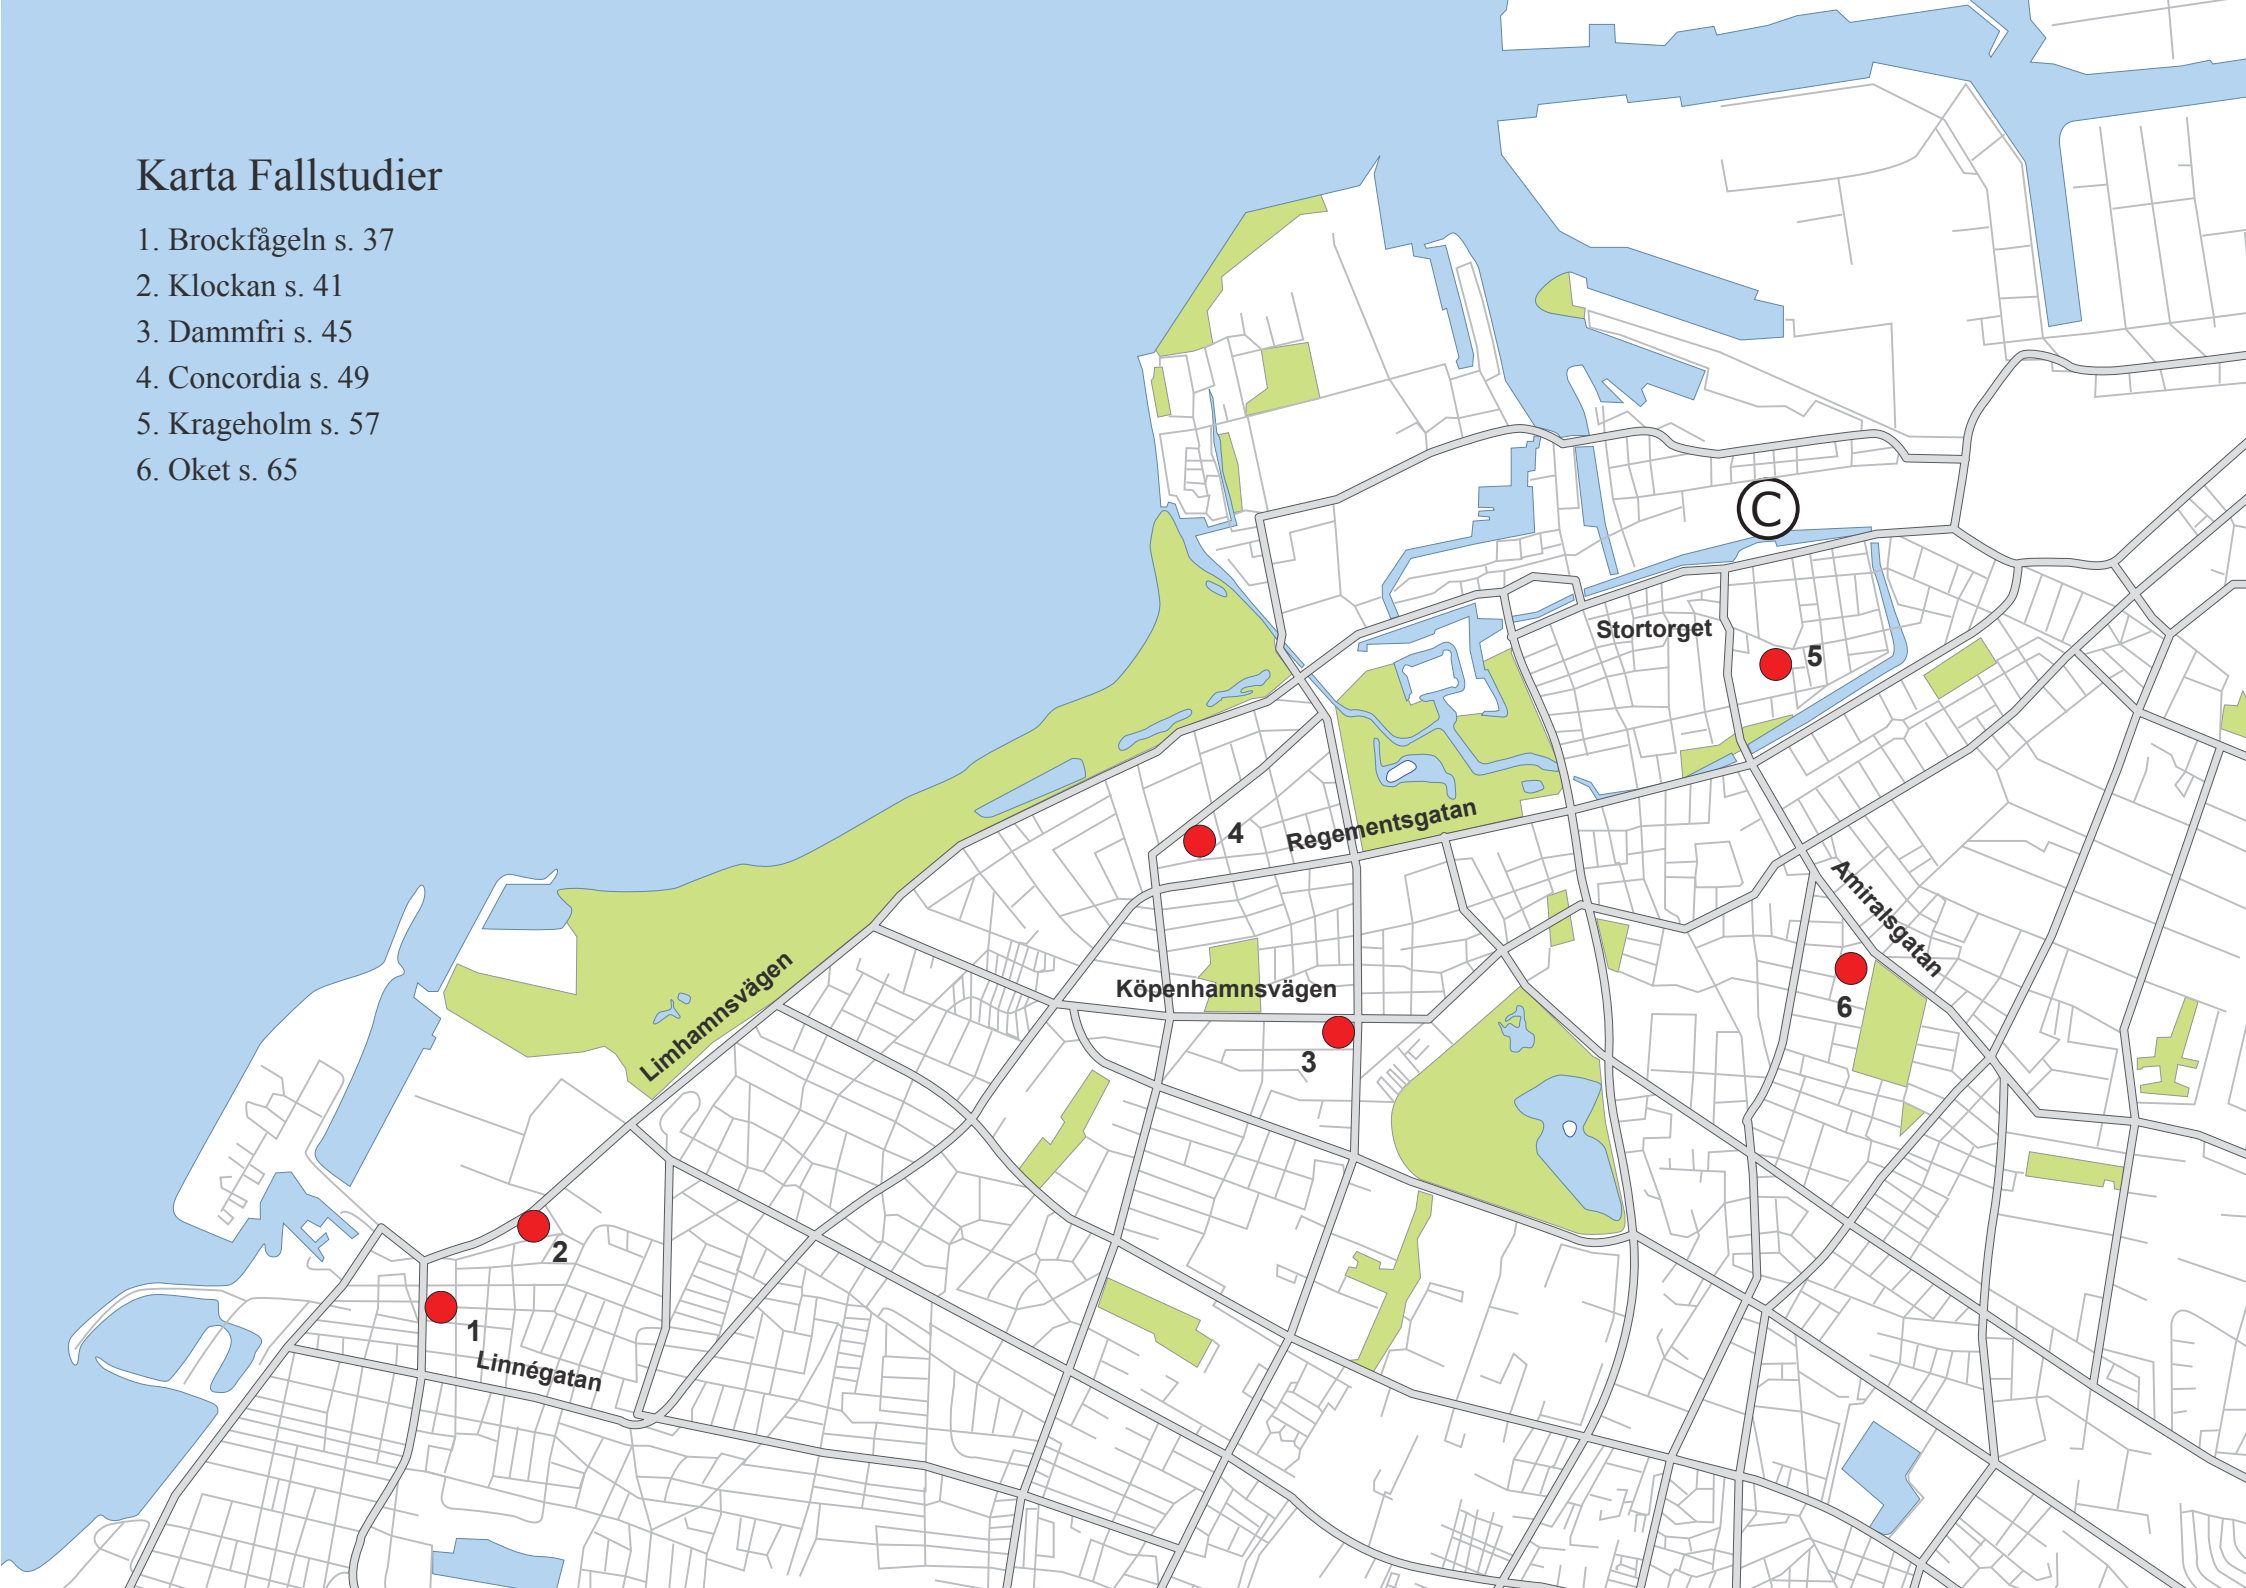 Karta Fallstudier
1. Brockfågeln s. 37
2. Klockan s. 41
3. Dammfri s. 45
4. Concordia s. 49
5. Krageholm s. 57
6. Oket s. 65
C
Stortorget
5
4
Regementsgatan
Amiralsgatan
Limhamnsvägen
Köpenhamnsvägen
6
3
2
1
Linnégatan